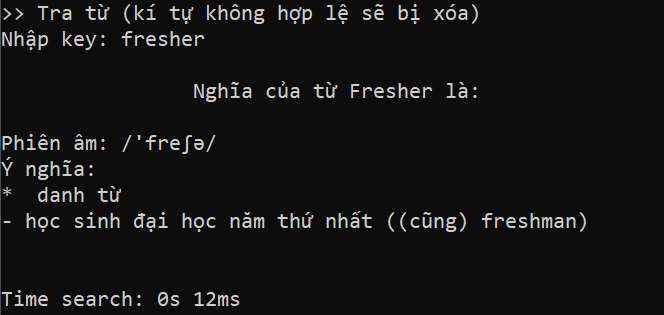 >> Tra từ (kí tự không hợp lệ sẽ bị xóa)
Nhập key: fresher
Nghĩa của từ Fresher là:
Phiên âm: /'freʃə/
Ý nghĩa:
*  danh từ
- học sinh đại học năm thứ nhất ((cũng) freshman)
Time search: 0s 12ms